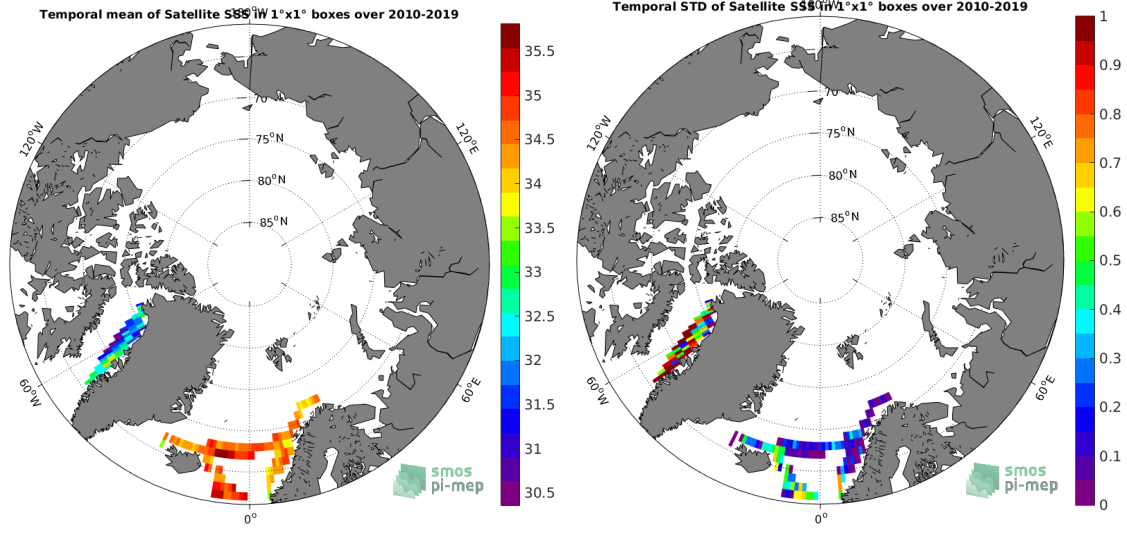 Temporal mean of Satellite SSS in 1°x1° boxes over 2010-2019
180°W
70
75°N
80°N
85°N
120°W
120°E
60°W
60°E
0°
35.5
35
34.5
34
33.5
33
32.5
32
31.5
31
30.5
smos
pi-mep
Temporal STD of Satellite SSS in 1°x1° boxes over 2010-2019
180°W
70
75°N
80°N
85°N
120°W
120°E
60°W
60°E
0°
1
0.9
0.8
0.7
0.6
0.5
0.4
0.3
0.2
0.1
0
smos
pi-mep